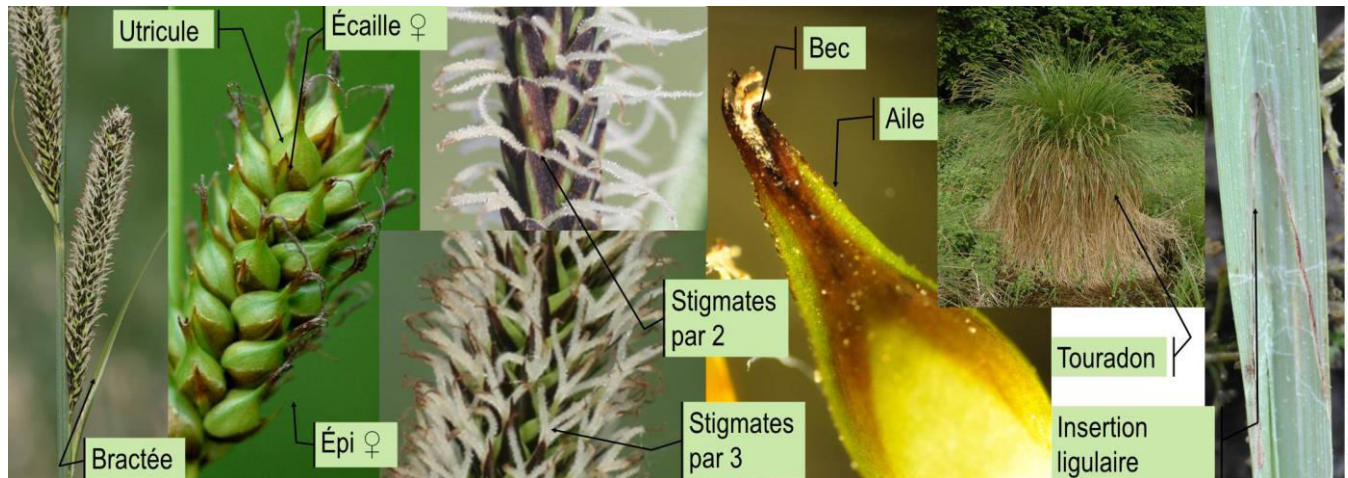 Utricule
Écaille ♀
Bec
Aile
Stigmates
par 2
Touradon
Bractée
Épi ♀
Stigmates
par 3
Insertion
ligulaire